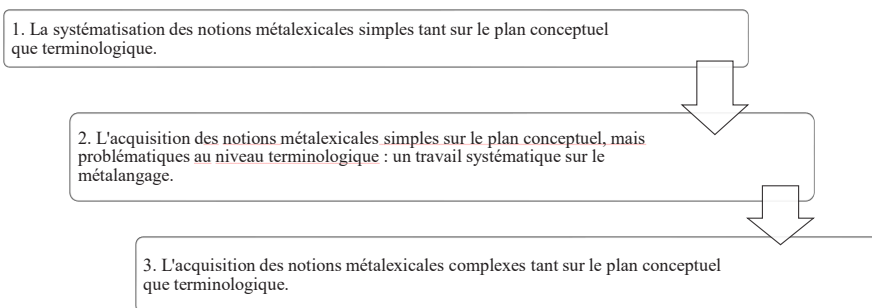 1. La systématisation des notions métalexicales simples tant sur le plan conceptuel
que terminologique.
2. L'acquisition des notions métalexicales simples sur le plan conceptuel, mais
problématiques au niveau terminologique : un travail systématique sur le
métalangage.
3. L'acquisition des notions métalexicales complexes tant sur le plan conceptuel
que terminologique.